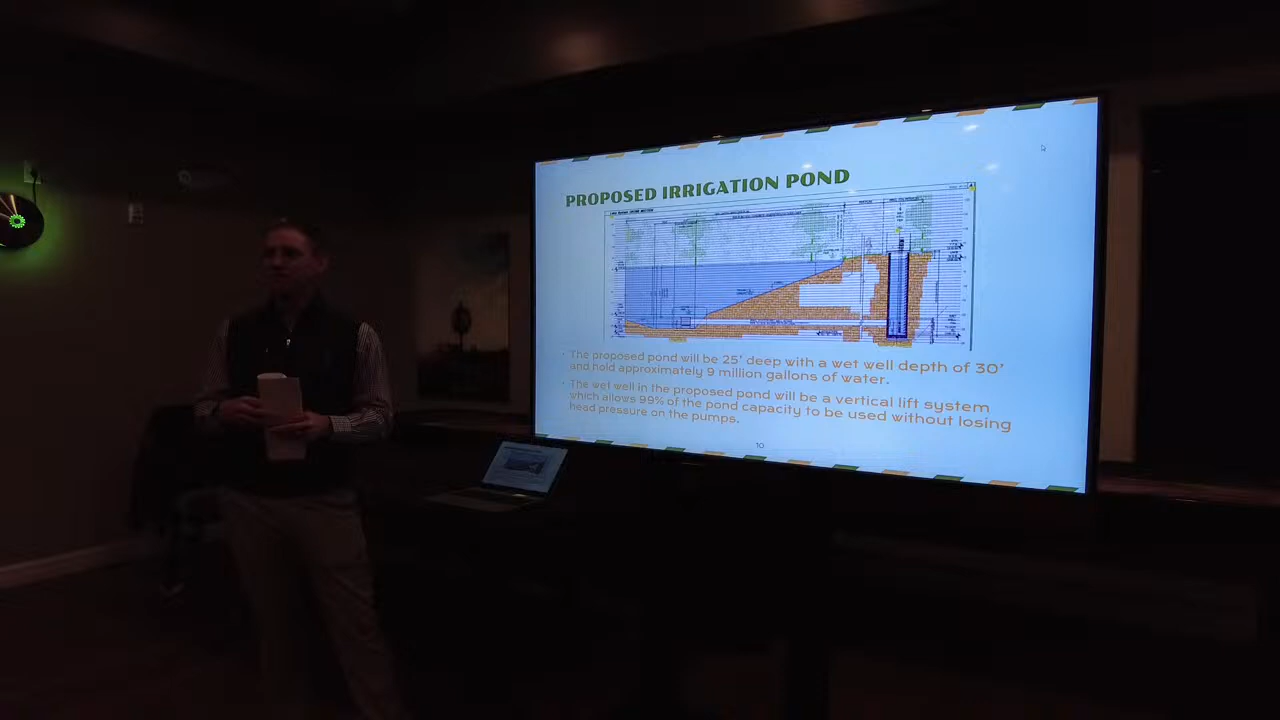 PROPOSED IRRIGATION POND
• The proposed pond will be 25' deep with a wet well depth of 30'
and hold approximately 9 million gallons of water.
• The wet well in the proposed pond will be a vertical lift system
which allows 99% of the pond capacity to be used without losing
head pressure on the pumps.
10